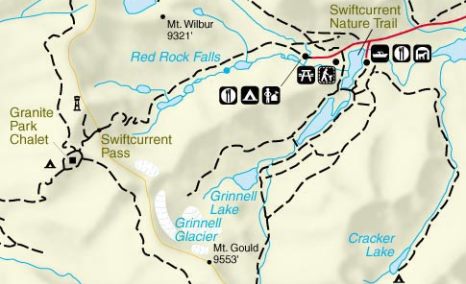 Swiftcurrent
Nature Trail
Mt. Wilbur
9321'
Red Rock Falls
Granite
Park
Chalet
Swiftcurrent
Pass
Grinnell
Lake
Grinnell
Glacier
Mt. Gould
9553'
Cracker
Lake